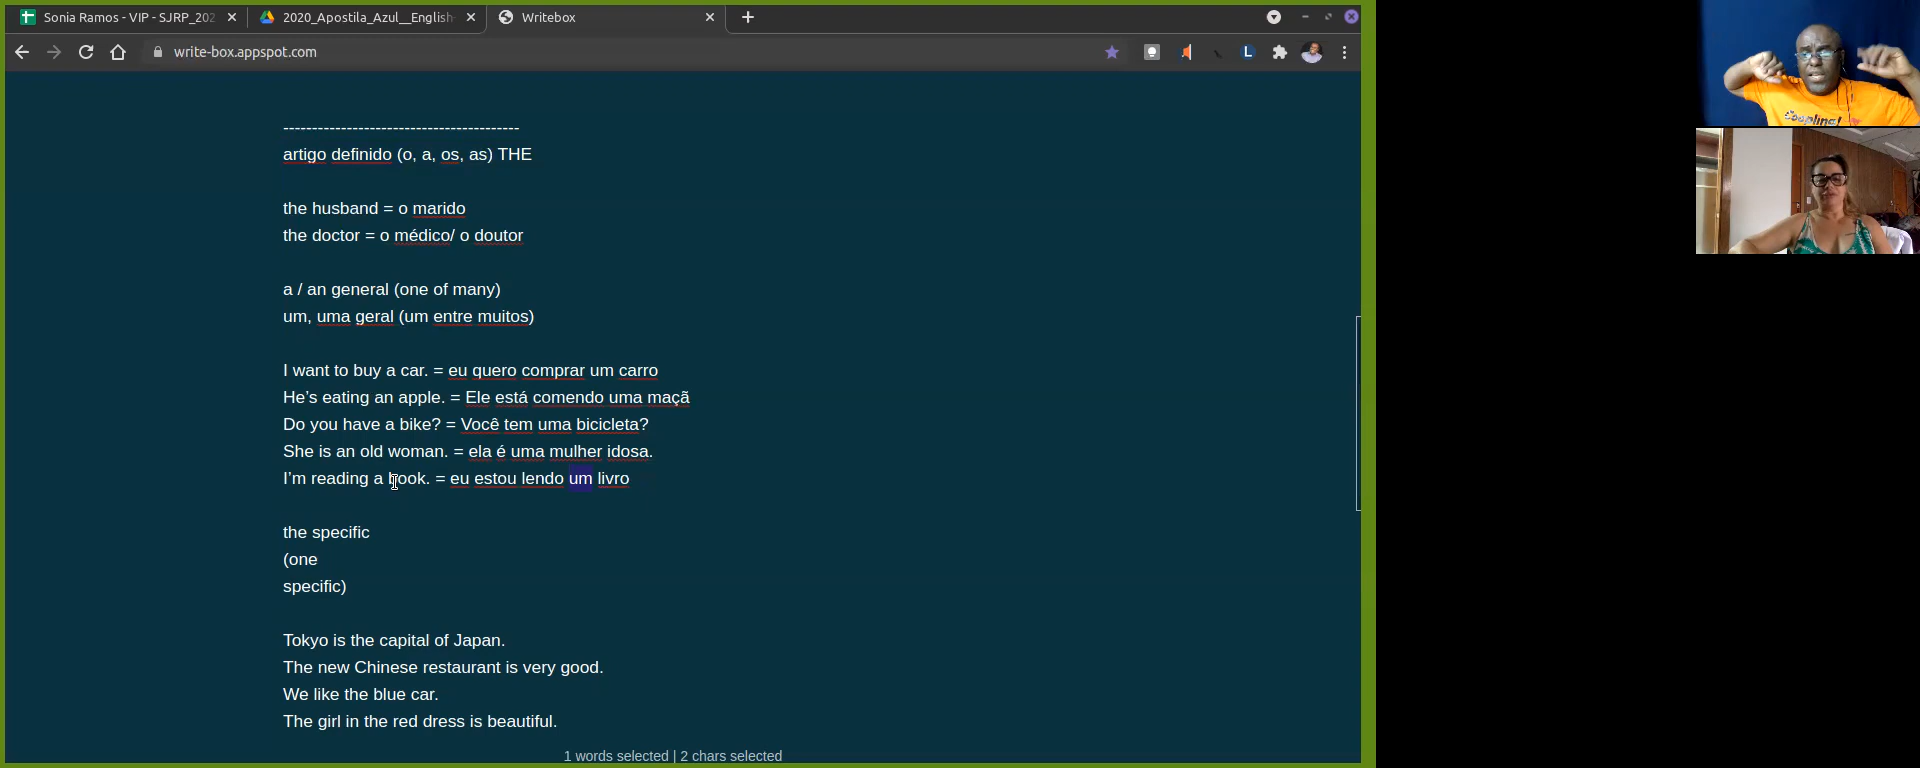 Sonia Ramos - VIP - SJRP_202
2020_Apostila_Azul__English
Writebox
write-box.appspot.com
L
-----------------------------------------
artigo definido (o, a, os, as) THE
the husband = o marido
the doctor = o médico/ o doutor
a / an general (one of many)
um, uma geral (um entre muitos)
I want to buy a car. = eu quero comprar um carro
He's eating an apple. = Ele está comendo uma maçã
Do you have a bike? = Você tem uma bicicleta?
She is an old woman. = ela é uma mulher idosa.
I'm reading a book. = eu estou lendo um livro
the specific
(one
specific)
Tokyo is the capital of Japan.
The new Chinese restaurant is very good.
We like the blue car.
The girl in the red dress is beautiful.
1 words selected | 2 chars selected